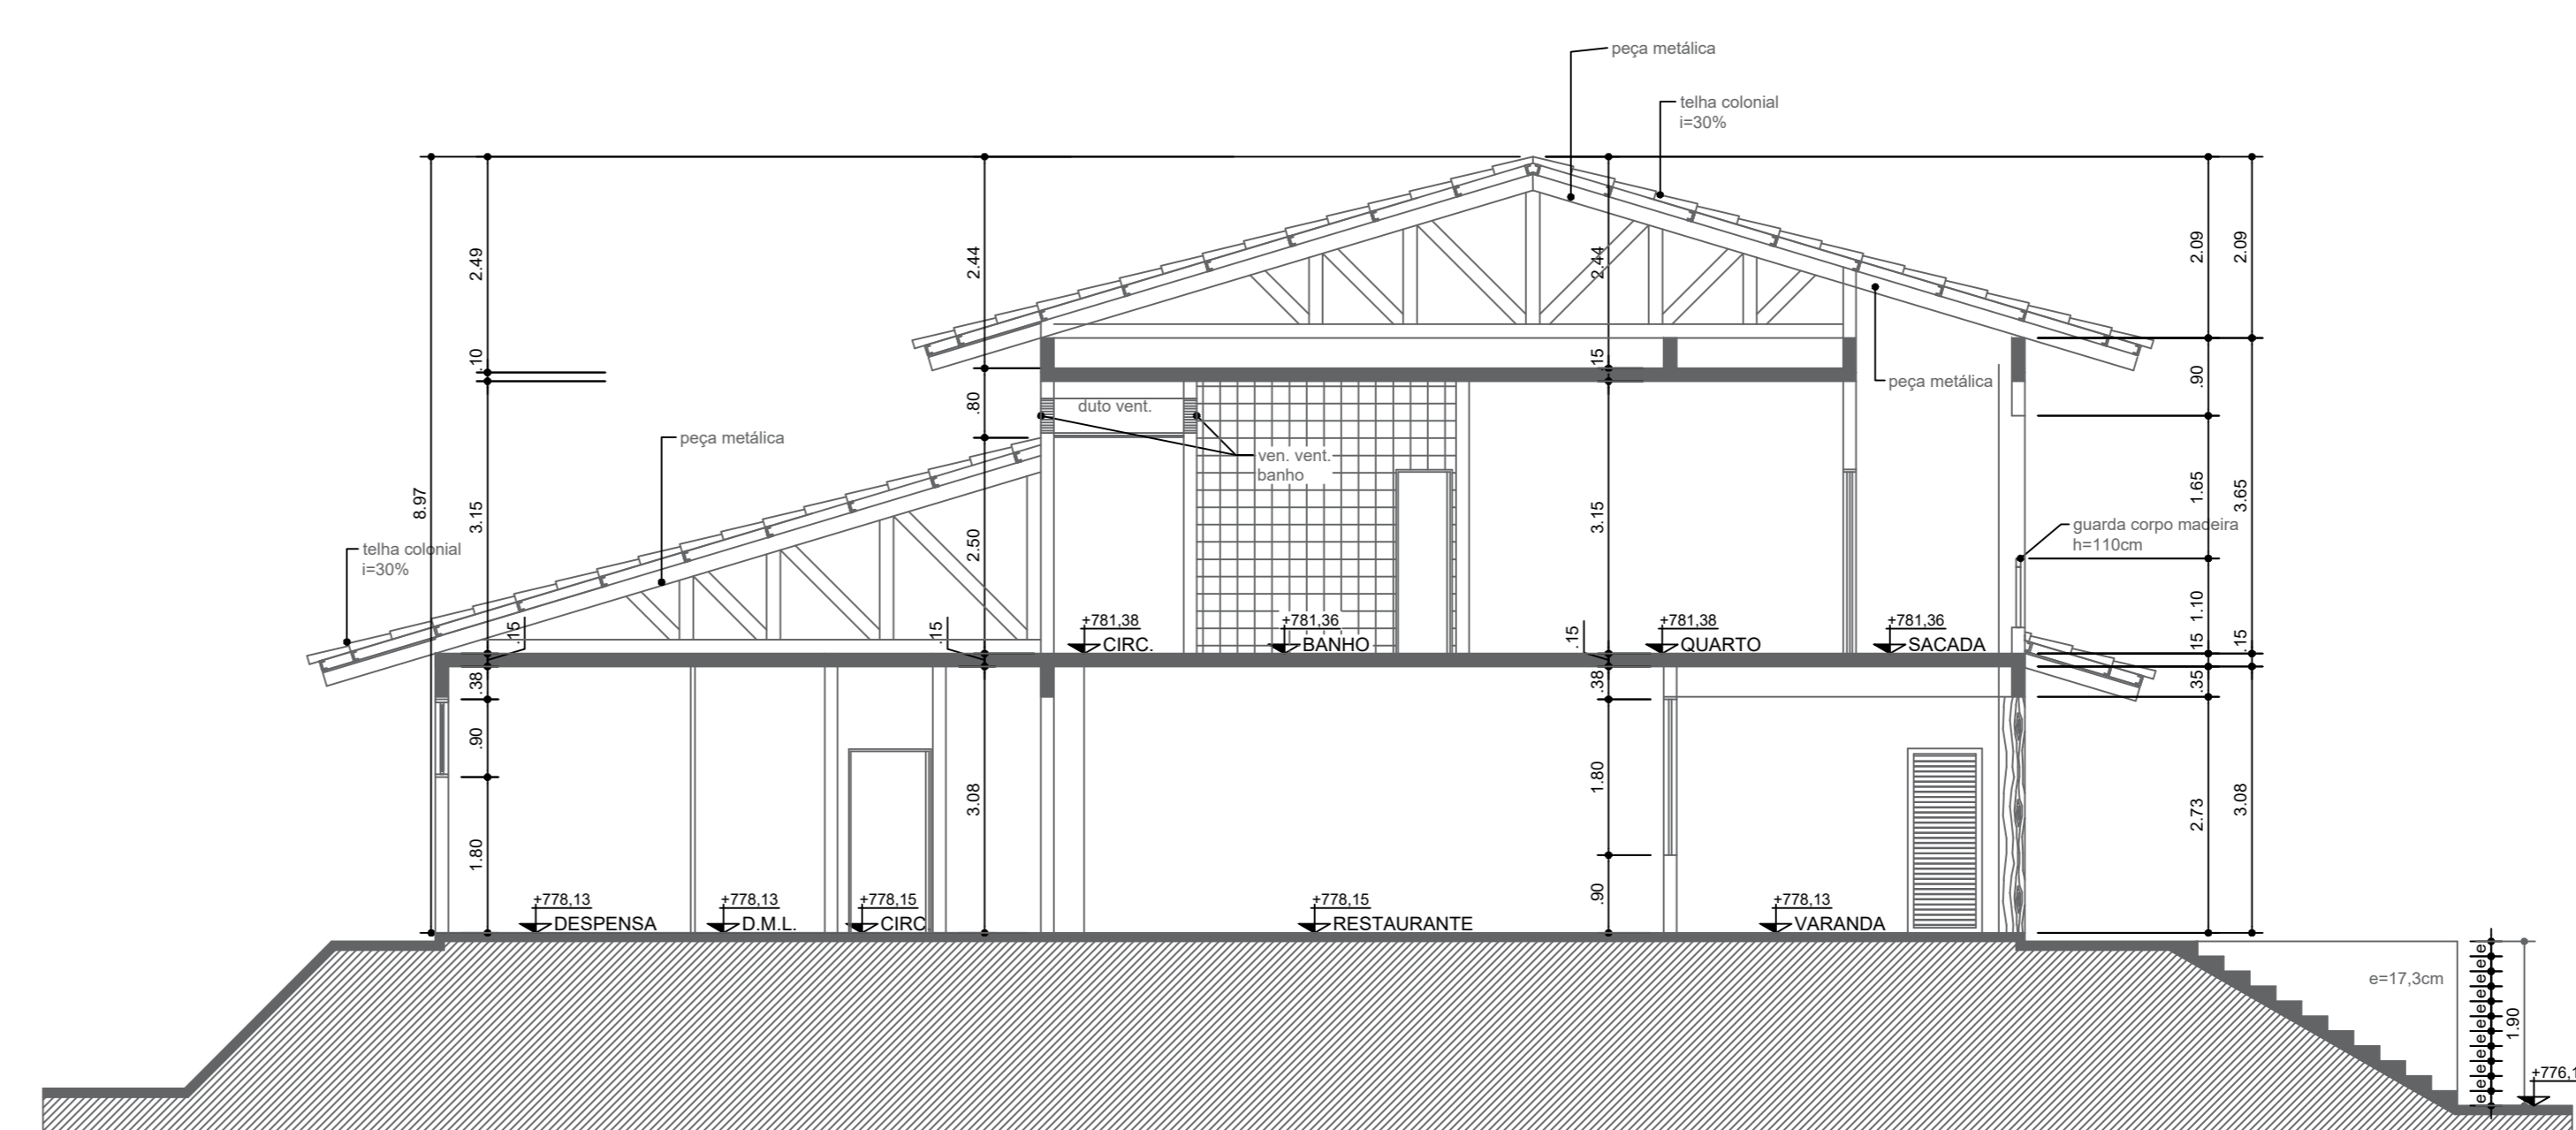 peça metálica
telha colonial
i=30%
2.49
2.44
2.44
2.09
2.09
.10
.15
.90
peça metálica
.80
duto vent.
peça metálica
ven. vent.
banho
8.97
3.15
2.50
3.15
1.65
3.65
guarda corpo madeira
h=110cm
telha colonial
i=30%
1.10
.15
.15
.15
.15
.15
+781,38
CIRC.
+781,36
BANHO
+781,38
QUARTO
+781,36
SACADA
.38
.38
.35
.90
1.80
1.80
3.08
.90
2.73
3.08
+778,13
DESPENSA
+778,13
D.M.L.
+778,15
CIRC.
+778,15
RESTAURANTE
+778,13
VARANDA
e=17,3cm
e
e
e
e
e
e
e
e
e
e
e
1.90
+776,1